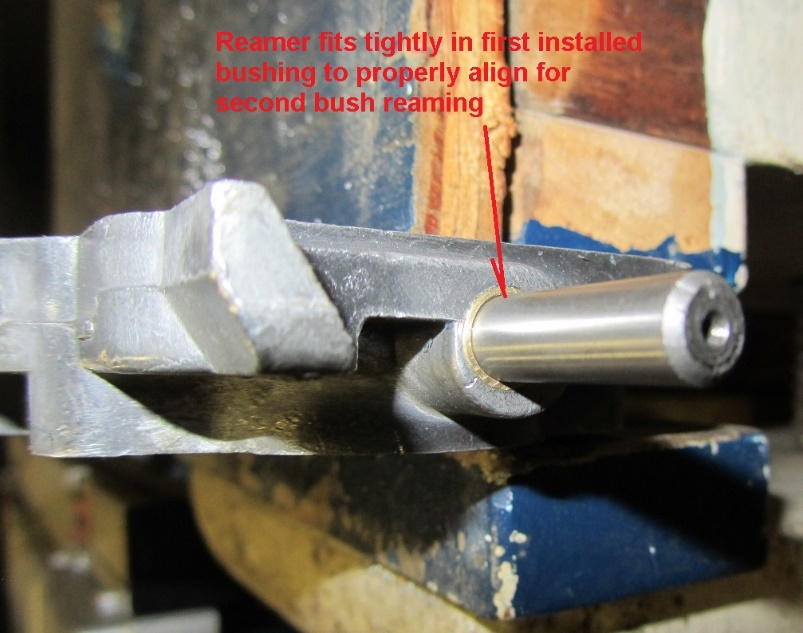 Reamer fits tightly in first installed
bushing to properly align for
second bush reaming